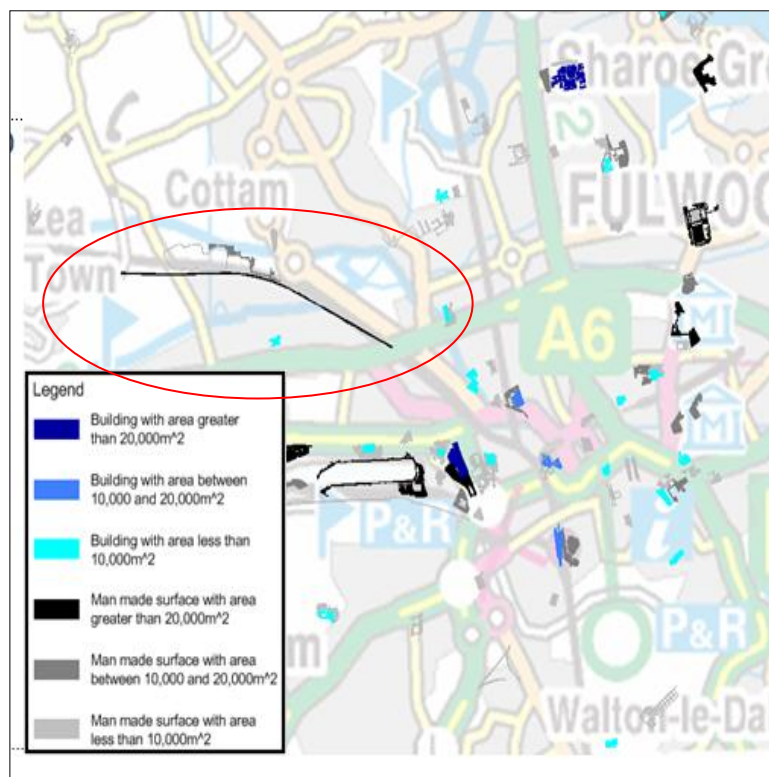 Sharoe Gre
2
Cottam
FULWOO
Lea
Town
A6
M
Legend
Building with area greater
than 20,000m^2
Building with area between
10,000 and 20,000m^2
M
Building with area less than
10,000m^2
P&R
i
Man made surface with area
greater than 20,000m^2
P&R
Man made surface with area
between 10,000 and 20,000m^2
m
Man made surface with area
less than 10,000m^2
Walton-le-Da